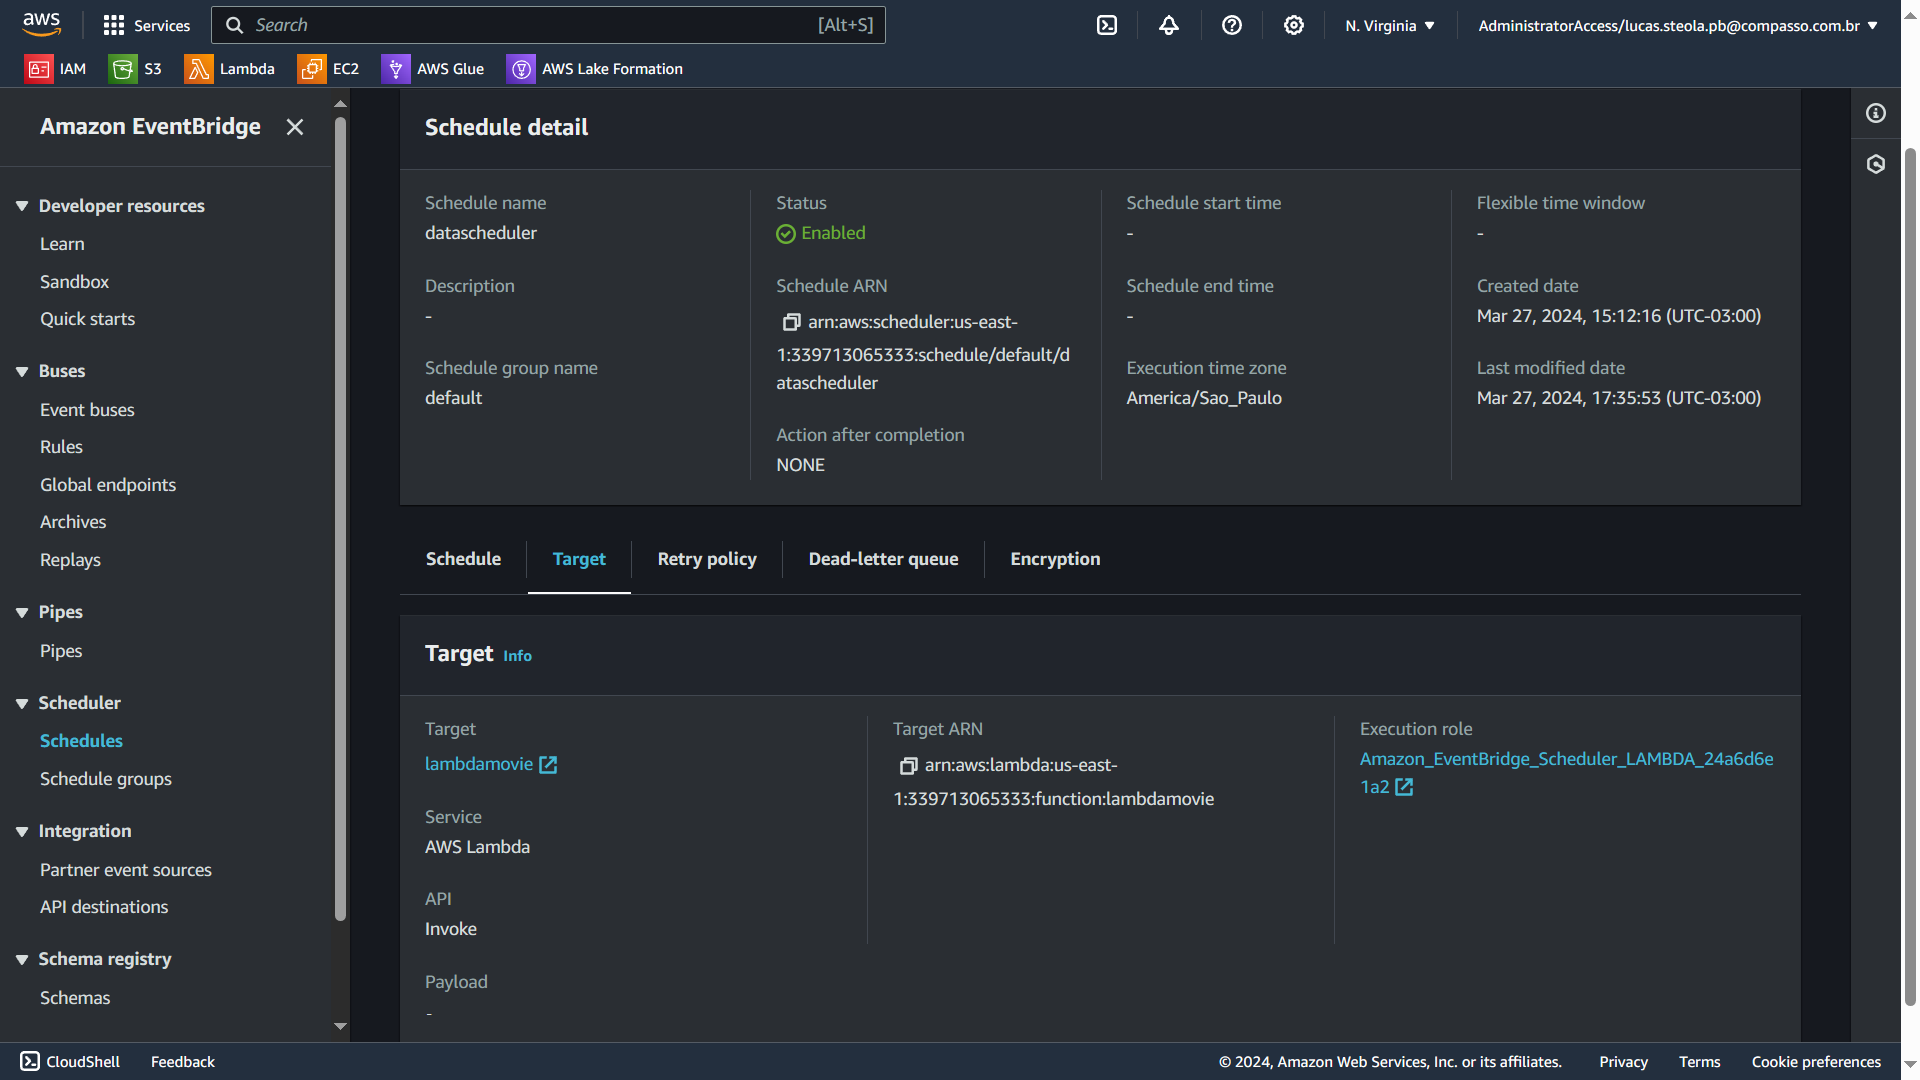 aws
Services
Search
[Alt+S]
N. Virginia
AdministratorAccess/lucas.steola.pb@compasso.com.br
IAM
S3
Lambda
EC2
AWS Glue
AWS Lake Formation
Amazon EventBridge
Developer resources
Learn
Sandbox
Quick starts
Buses
Event buses
Rules
Global endpoints
Archives
Replays
Pipes
Pipes
Scheduler
Schedules
Schedule groups
Integration
Partner event sources
API destinations
Schema registry
Schemas
Schedule detail
Schedule name
datascheduler
Description
-
Schedule group name
default
Status
Enabled
Schedule ARN
arn:aws:scheduler:us-east-
1:339713065333:schedule/default/d
atascheduler
Action after completion
NONE
Schedule start time
-
Schedule end time
-
Execution time zone
America/Sao_Paulo
Flexible time window
-
Created date
Mar 27, 2024, 15:12:16 (UTC-03:00)
Last modified date
Mar 27, 2024, 17:35:53 (UTC-03:00)
Schedule
Target
Retry policy
Dead-letter queue
Encryption
Target Info
Target
lambdamovie
Service
AWS Lambda
API
Invoke
Payload
-
Target ARN
arn:aws:lambda:us-east-
1:339713065333:function:lambdamovie
Execution role
Amazon_EventBridge_Scheduler_LAMBDA_24a6d6e
1a2
CloudShell
Feedback
© 2024, Amazon Web Services, Inc. or its affiliates.
Privacy
Terms
Cookie preferences